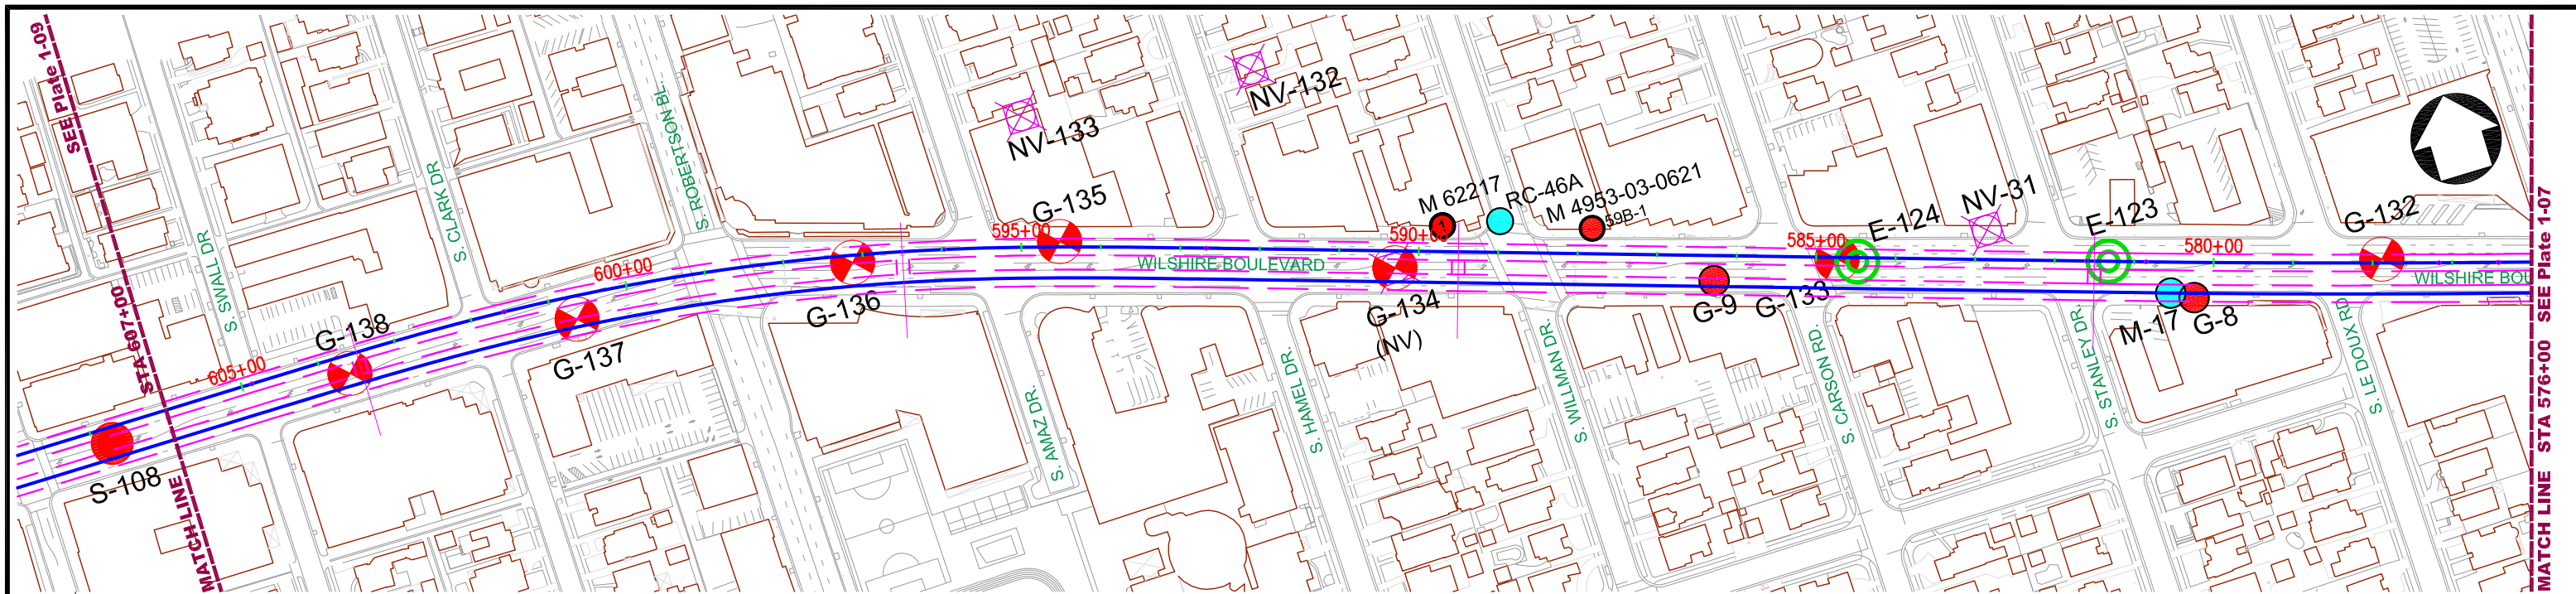 SEE Plate 1-09
STA 607+00
MATCH LINE
S. SWALL DR
S. CLARK DR
S. ROBERTSON BL.
NV-133
NV-132
M 62217
RC-46A
M 4953-03-0621
59B-1
NV-31
G-135
595+00
590+00
585+00
E-124
E-123
580+00
G-132
WILSHIRE BOULEVARD
WILSHIRE BOU
600+00
605+00
G-138
G-137
G-136
G-134
(NV)
G-9
G-133
M-17
G-8
S-108
S. AMAZ DR.
S. HAMEL DR.
S. WILLMAN DR.
S. CARSON RD.
S. STANLEY DR.
S. LE DOUX RD
MATCH LINE STA 576+00 SEE Plate 1-07